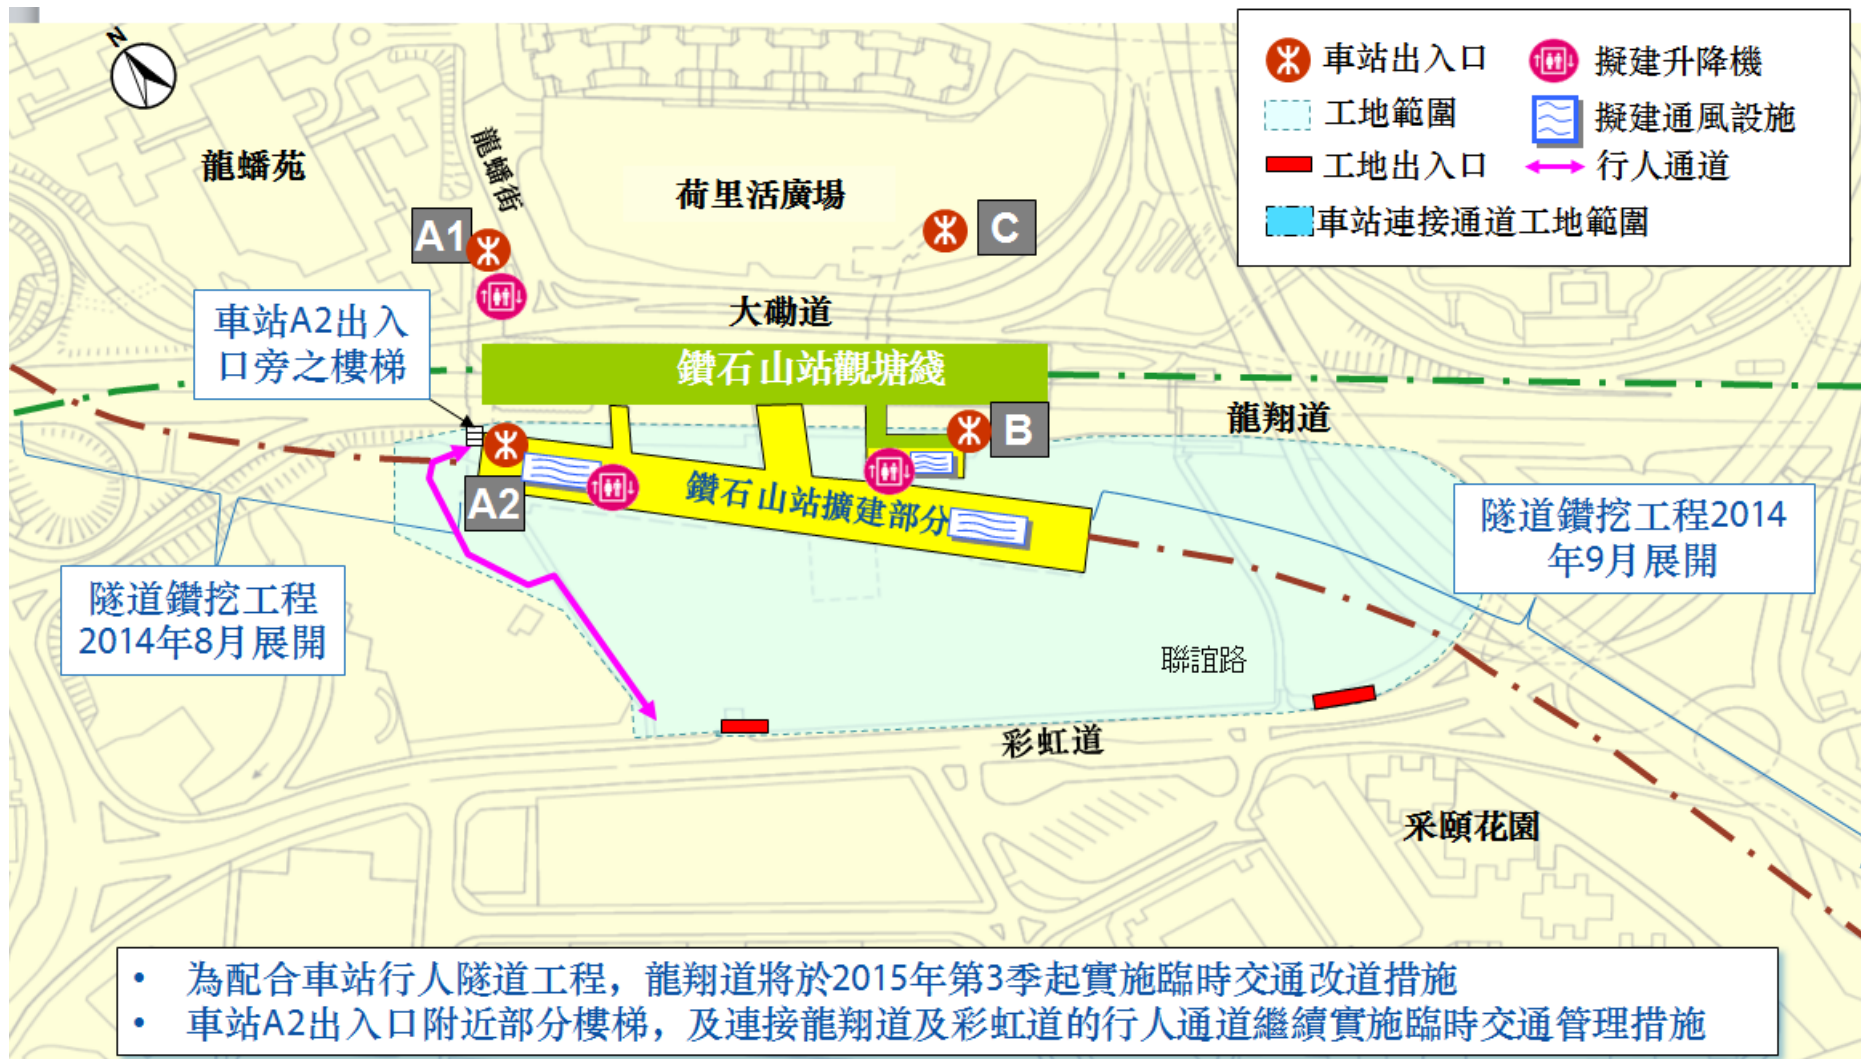 N
車站出入口
擬建升降機
工地範圍
擬建通風設施
工地出入口
行人通道
車站連接通道工地範圍
龍蟠苑
龍蟠街
荷里活廣場
A1
C
大磡道
車站A2出入
口旁之樓梯
鑽石山站觀塘綫
B
龍翔道
A2
鑽石山站擴建部分
隧道鑽挖工程2014
年9月展開
隧道鑽挖工程
2014年8月展開
聯誼路
彩虹道
采頤花園
• 為配合車站行人隧道工程，龍翔道將於2015年第3季起實施臨時交通改道措施
• 車站A2出入口附近部分樓梯，及連接龍翔道及彩虹道的行人通道繼續實施臨時交通管理措施